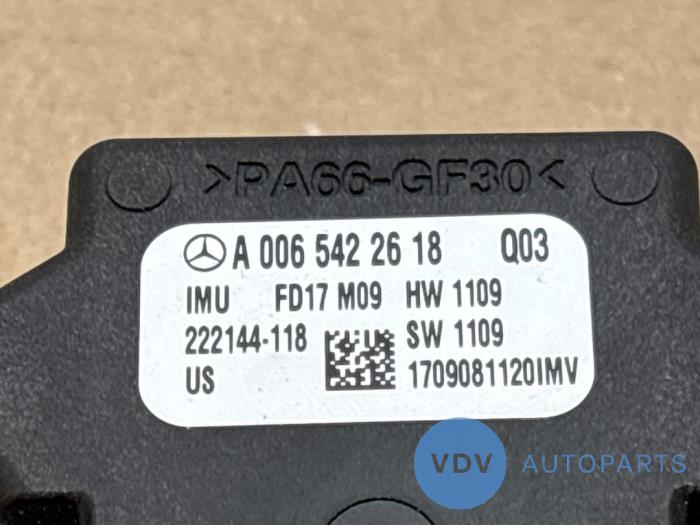 >PA66-GF30<
A 006 542 26 18 Q03
IMU FD17 M09 HW 1109
222144-118 SW 1109
US 1709081120IMV
VDV AUTOPARTS